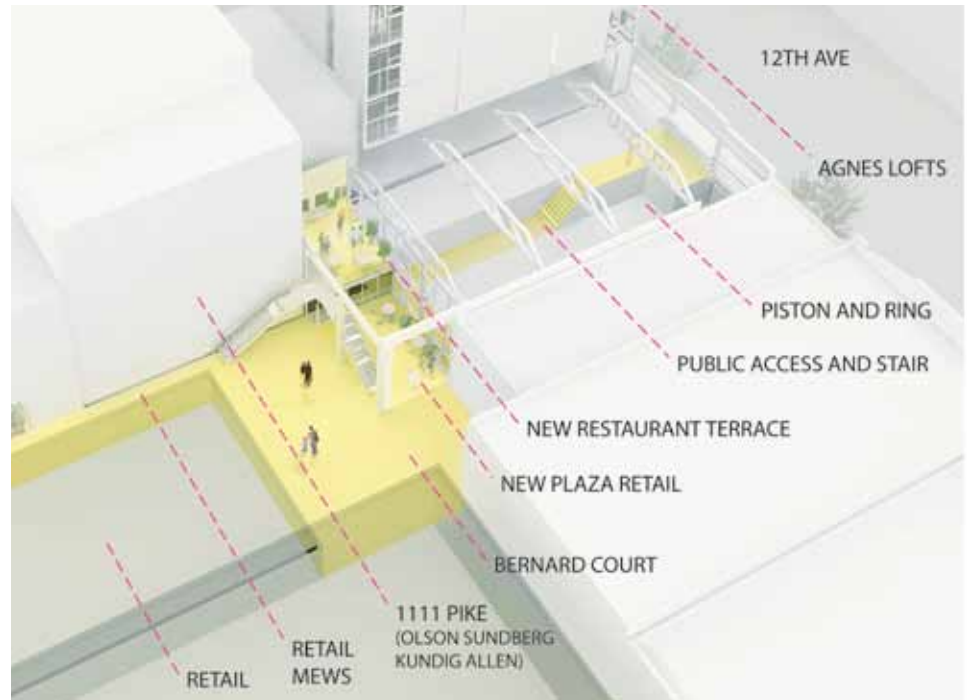 12TH AVE
AGNES LOFTS
PISTON AND RING
PUBLIC ACCESS AND STAIR
NEW RESTAURANT TERRACE
NEW PLAZA RETAIL
BERNARD COURT
1111 PIKE
(OLSON SUNDBERG
KUNDIG ALLEN)
RETAIL
MEWS
RETAIL